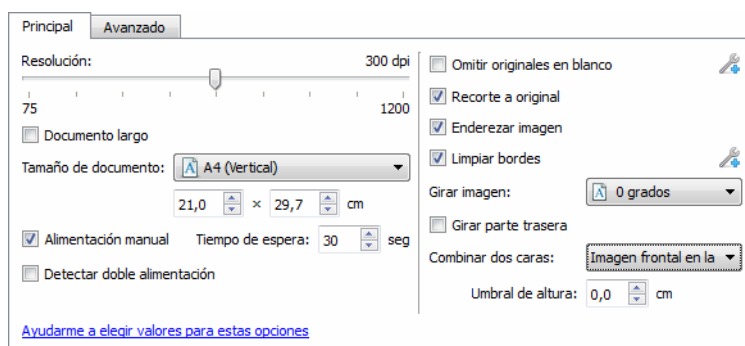 Principal
Avanzado
Resolución:
300 dpi
75
1200
Documento largo
Tamaño de documento:
A4 (Vertical)
21,0 × 29,7 cm
Alimentación manual
Tiempo de espera: 30 seg
Detectar doble alimentación
Ayudarme a elegir valores para estas opciones
Omitir originales en blanco
Recorte a original
Enderezar imagen
Limpiar bordes
Girar imagen:
0 grados
Girar parte trasera
Combinar dos caras:
Imagen frontal en la
Umbral de altura: 0,0 cm